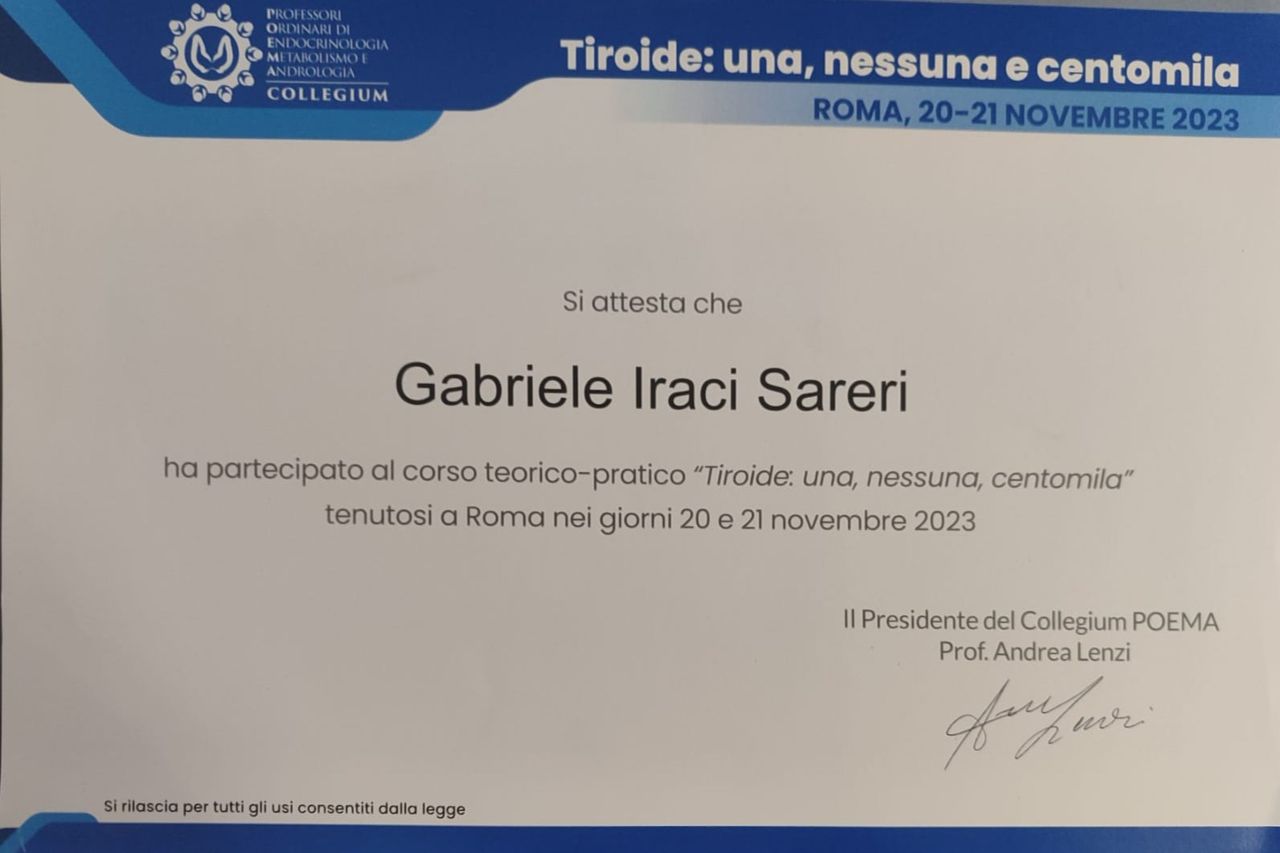 PROFESSORI
ORDINARI DI
ENDOCRINOLOGIA
METABOLISMO E
ANDROLOGIA
COLLEGIUM
Tiroide: una, nessuna e centomila
ROMA, 20-21 NOVEMBRE 2023
Si attesta che
Gabriele Iraci Sareri
ha partecipato al corso teorico-pratico “Tiroide: una, nessuna, centomila”
tenutosi a Roma nei giorni 20 e 21 novembre 2023
Il Presidente del Collegium POEMA
Prof. Andrea Lenzi
Si rilascia per tutti gli usi consentiti dalla legge